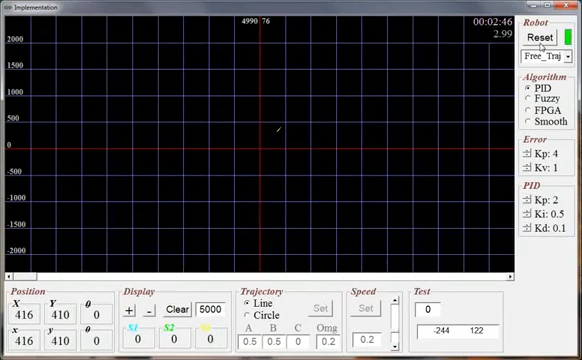 Implementation
4990 76
00:02:46
2.99
2000
1500
1000
500
0
-500
-1000
-1500
-2000
Robot
Reset
Free_Traj
Algorithm
PID
Fuzzy
FPGA
Smooth
Error
Kp: 4
Kv: 1
PID
Kp: 2
Ki: 0.5
Kd: 0.1
Position
X Y θ
416 410 0
x y θ
416 410 0
Display
+ - Clear 5000
S1 S2
0 0 0
Trajectory
Line
Circle
Set
A B C Omg
0.5 0.5 0 0.2
Speed
Set
0.2
Test
0
-244 122